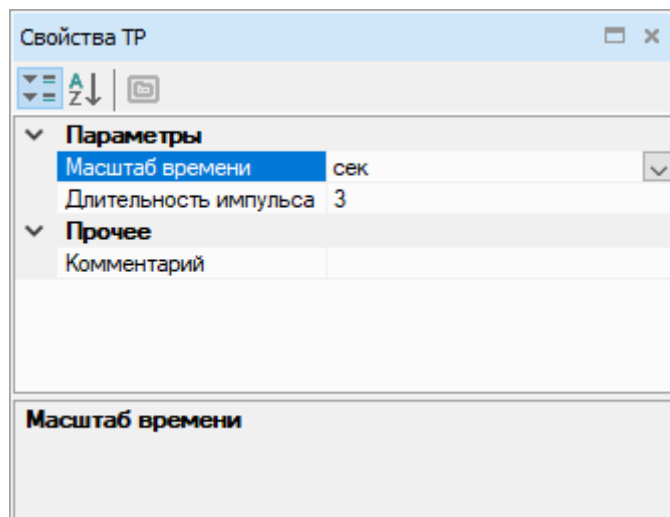 Свойства TP
Параметры
Масштаб времени сек
Длительность импульса 3
Прочее
Комментарий
Масштаб времени